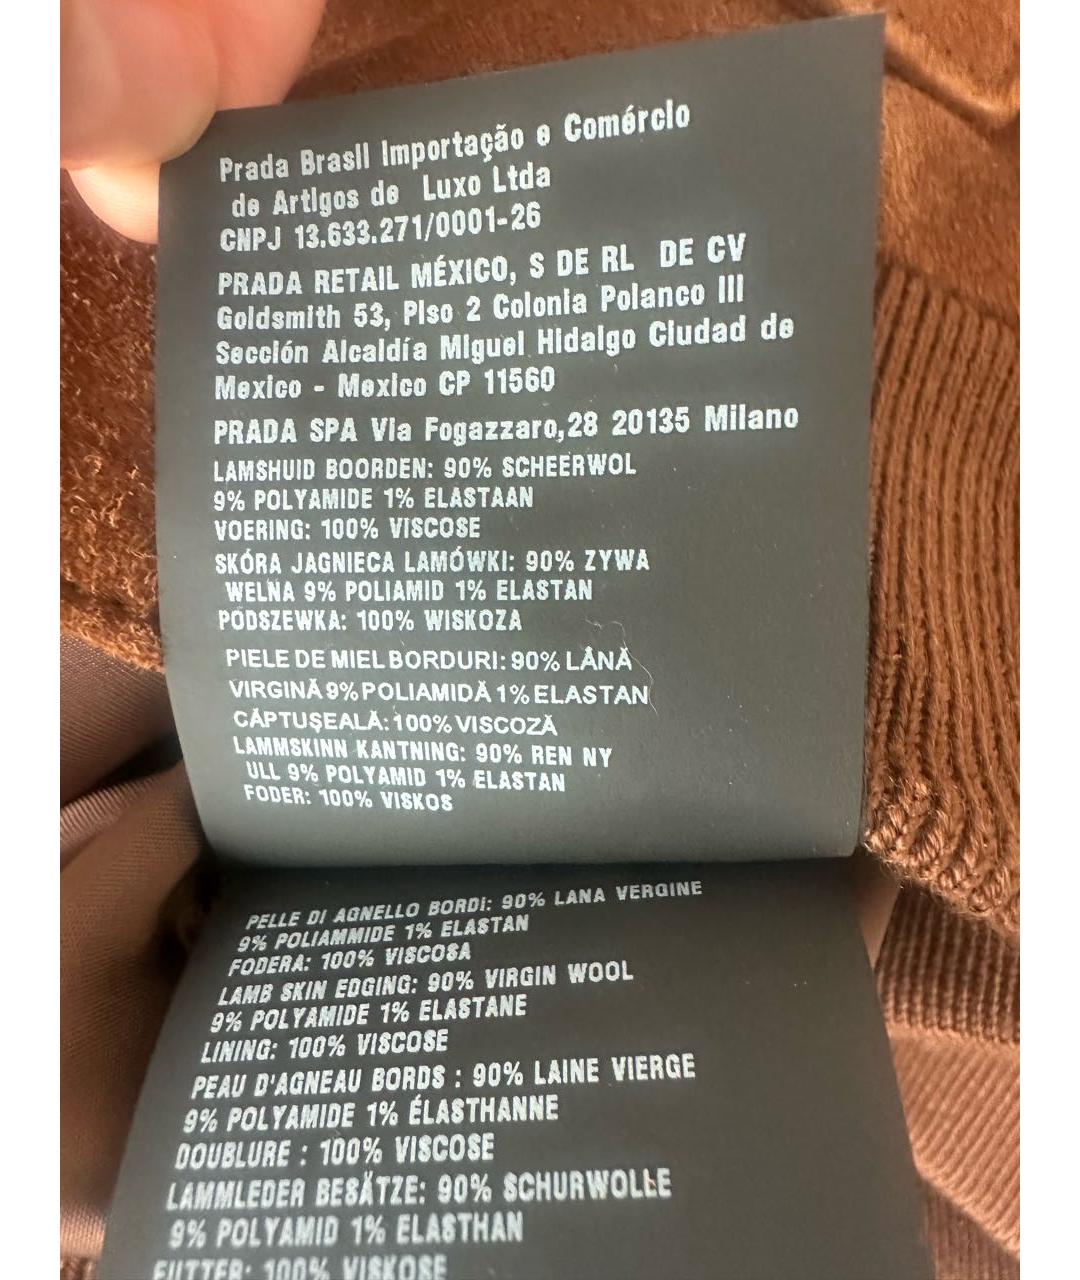 Prada Brasil Importação e Comércio
de Artigos de Luxo Ltda
CNPJ 13.633.271/0001-26
PRADA RETAIL MÉXICO, S DE RL DE CV
Goldsmith 53, Piso 2 Colonia Polanco III
Sección Alcaldía Miguel Hidalgo Ciudad de
Mexico - Mexico CP 11560
PRADA SPA Via Fogazzaro,28 20135 Milano
LAMSHUID BOORDEN: 90% SCHEERWOL
9% POLYAMIDE 1% ELASTAAN
VOERING: 100% VISCOSE
SKÓRA JAGNIECA LAMÓWKI: 90% ZYWA
WELNA 9% POLIAMID 1% ELASTAN
PODSZEWKA: 100% WISKOZA
PIELE DE MIEL BORDURI: 90% LÂNĂ
VIRGINĂ 9% POLIAMIDĂ 1% ELASTAN
CĂPTUȘEALĂ: 100% VISCOZĂ
LAMMSKINN KANTNING: 90% REN NY
ULL 9% POLYAMID 1% ELASTAN
FODER: 100% VISKOS
PELLE DI AGNELLO BORDI: 90% LANA VERGINE
9% POLIAMMIDE 1% ELASTAN
FODERA: 100% VISCOSA
LAMB SKIN EDGING: 90% VIRGIN WOOL
9% POLYAMIDE 1% ELASTANE
LINING: 100% VISCOSE
PEAU D'AGNEAU BORDS : 90% LAINE VIERGE
9% POLYAMIDE 1% ÉLASTHANNE
DOUBLURE : 100% VISCOSE
LAMMLEDER BESÄTZE: 90% SCHURWOLLE
9% POLYAMID 1% ELASTHAN
FUTTER: 100% VISKOSE